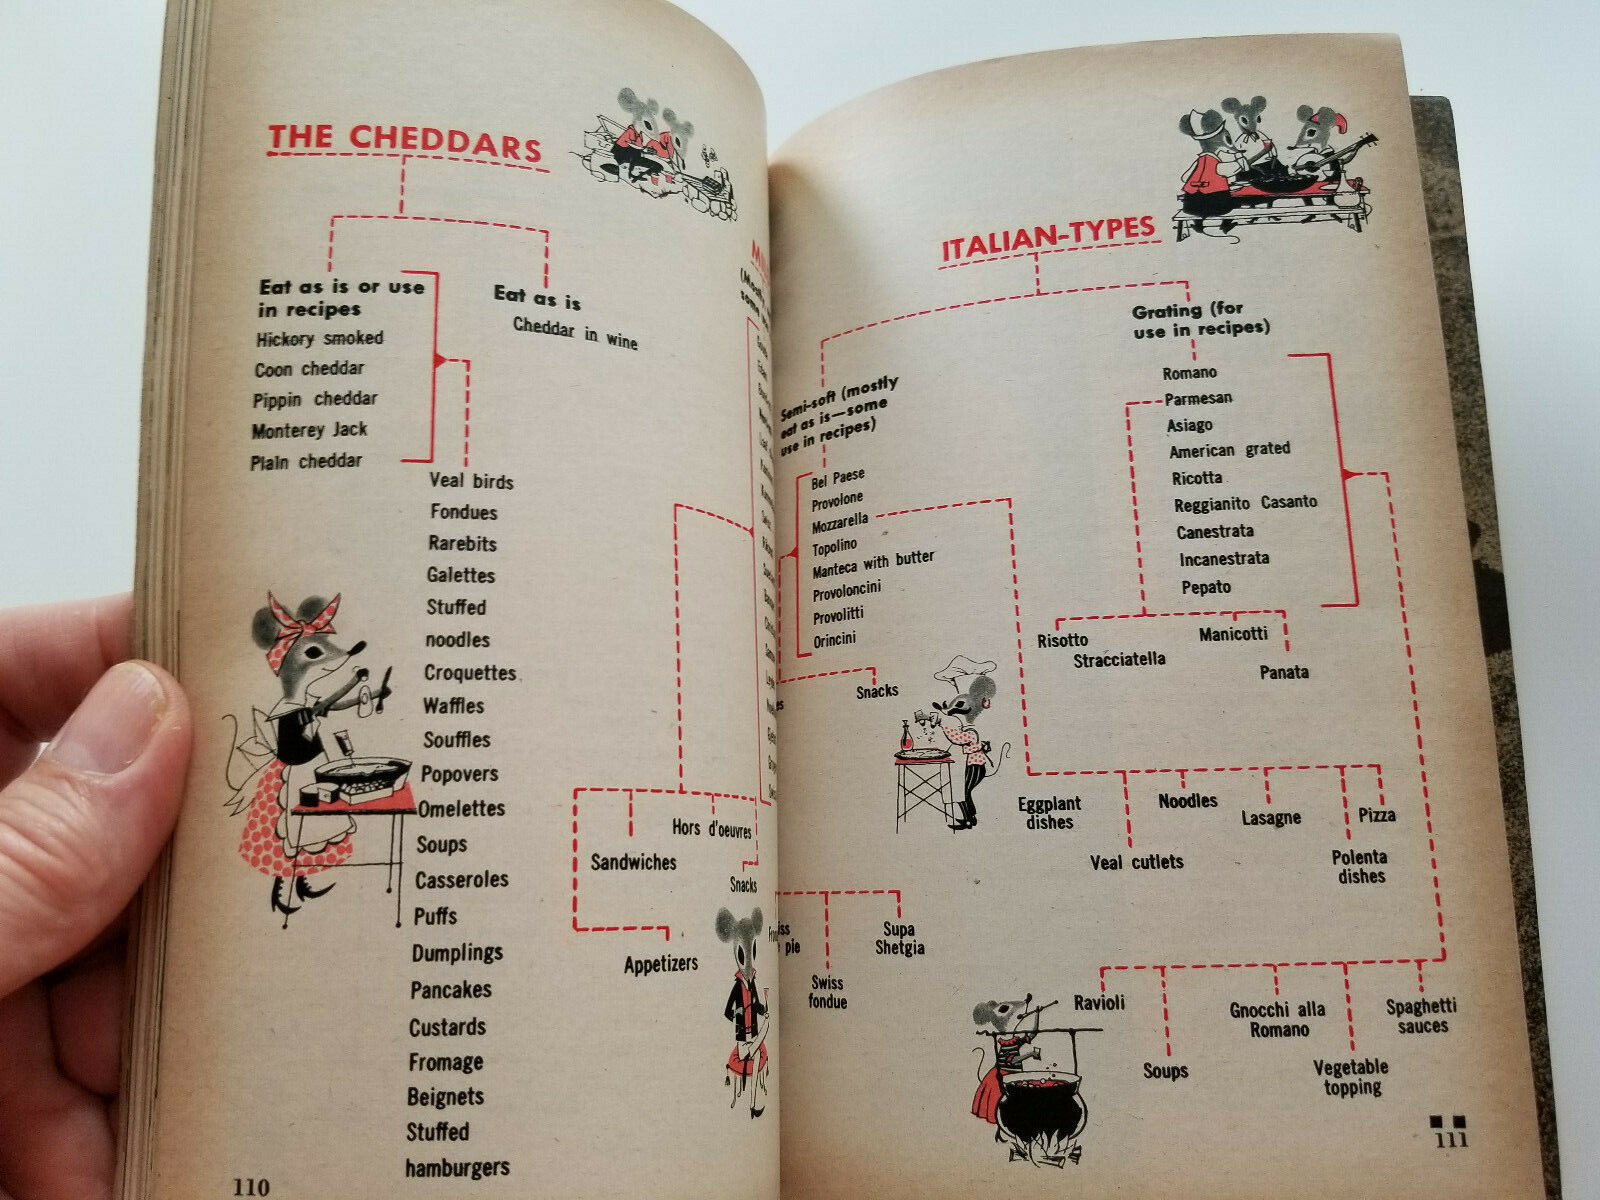 THE CHEDDARS
Eat as is or use
in recipes
Hickory smoked
Coon cheddar
Pippin cheddar
Monterey Jack
Plain cheddar
Eat as is
Cheddar in wine
Veal birds
Fondues
Rarebits
Galettes
Stuffed
noodles
Croquettes
Waffles
Souffles
Popovers
Omelettes
Soups
Casseroles
Puffs
Dumplings
Pancakes
Custards
Fromage
Beignets
Stuffed
hamburgers
Hors d'oeuvres
Sandwiches
Snacks
Appetizers
110
ITALIAN-TYPES
Semi-soft (mostly
eat as is—some
use in recipes)
Bel Paese
Provolone
Mozzarella
Topolino
Manteca with butter
Provoloncini
Provolitti
Orincini
Snacks
Grating (for
use in recipes)
Romano
Parmesan
Asiago
American grated
Ricotta
Reggianito Casanto
Canestrata
Incanestrata
Pepato
Risotto
Stracciatella
Manicotti
Panata
Eggplant
dishes
Veal cutlets
Noodles
Lasagne
Polenta
dishes
Pizza
pie
Swiss
fondue
Supa
Shetgia
Ravioli
Soups
Gnocchi alla
Romano
Vegetable
topping
Spaghetti
sauces
111